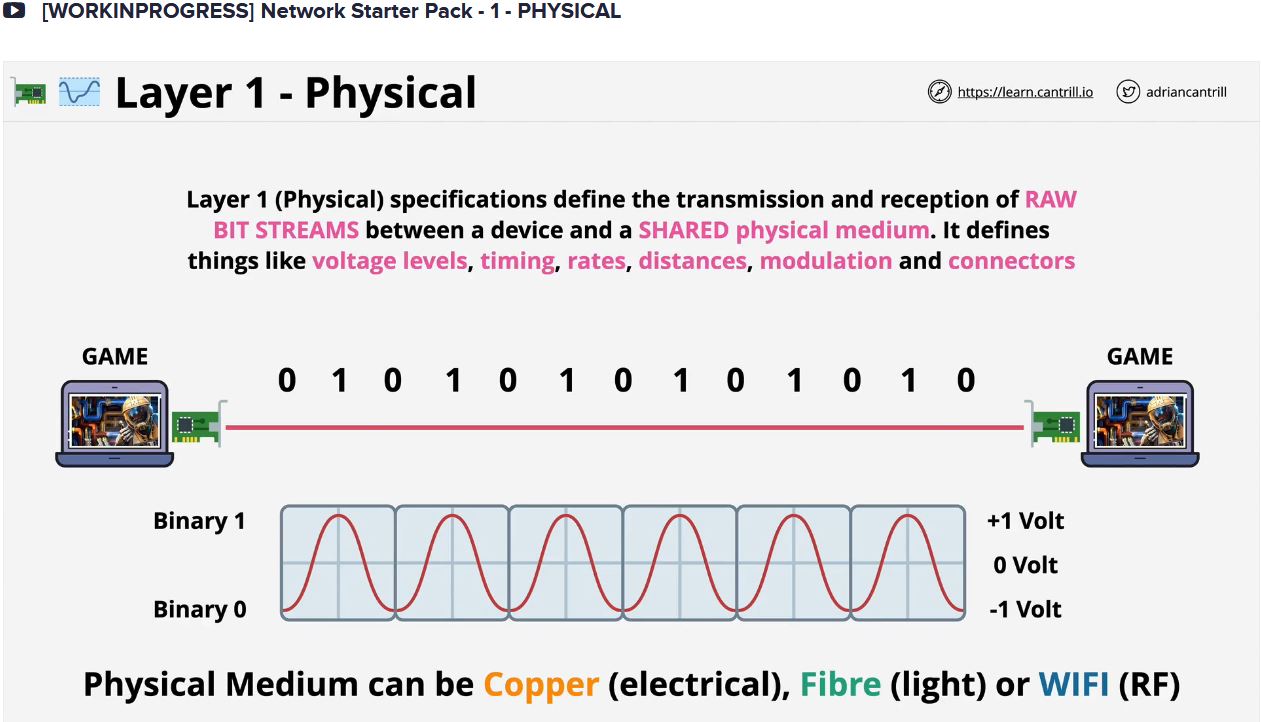 [WORKINPROGRESS] Network Starter Pack - 1 - PHYSICAL
Layer 1 - Physical
https://learn.cantrill.io
adriancantrill
Layer 1 (Physical) specifications define the transmission and reception of RAW
BIT STREAMS between a device and a SHARED physical medium. It defines
things like voltage levels, timing, rates, distances, modulation and connectors
GAME
GAME
0 1 0 1 0 1 0 1 0 1 0 1 0
Binary 1
+1 Volt
0 Volt
Binary 0
-1 Volt
Physical Medium can be Copper (electrical), Fibre (light) or WIFI (RF)